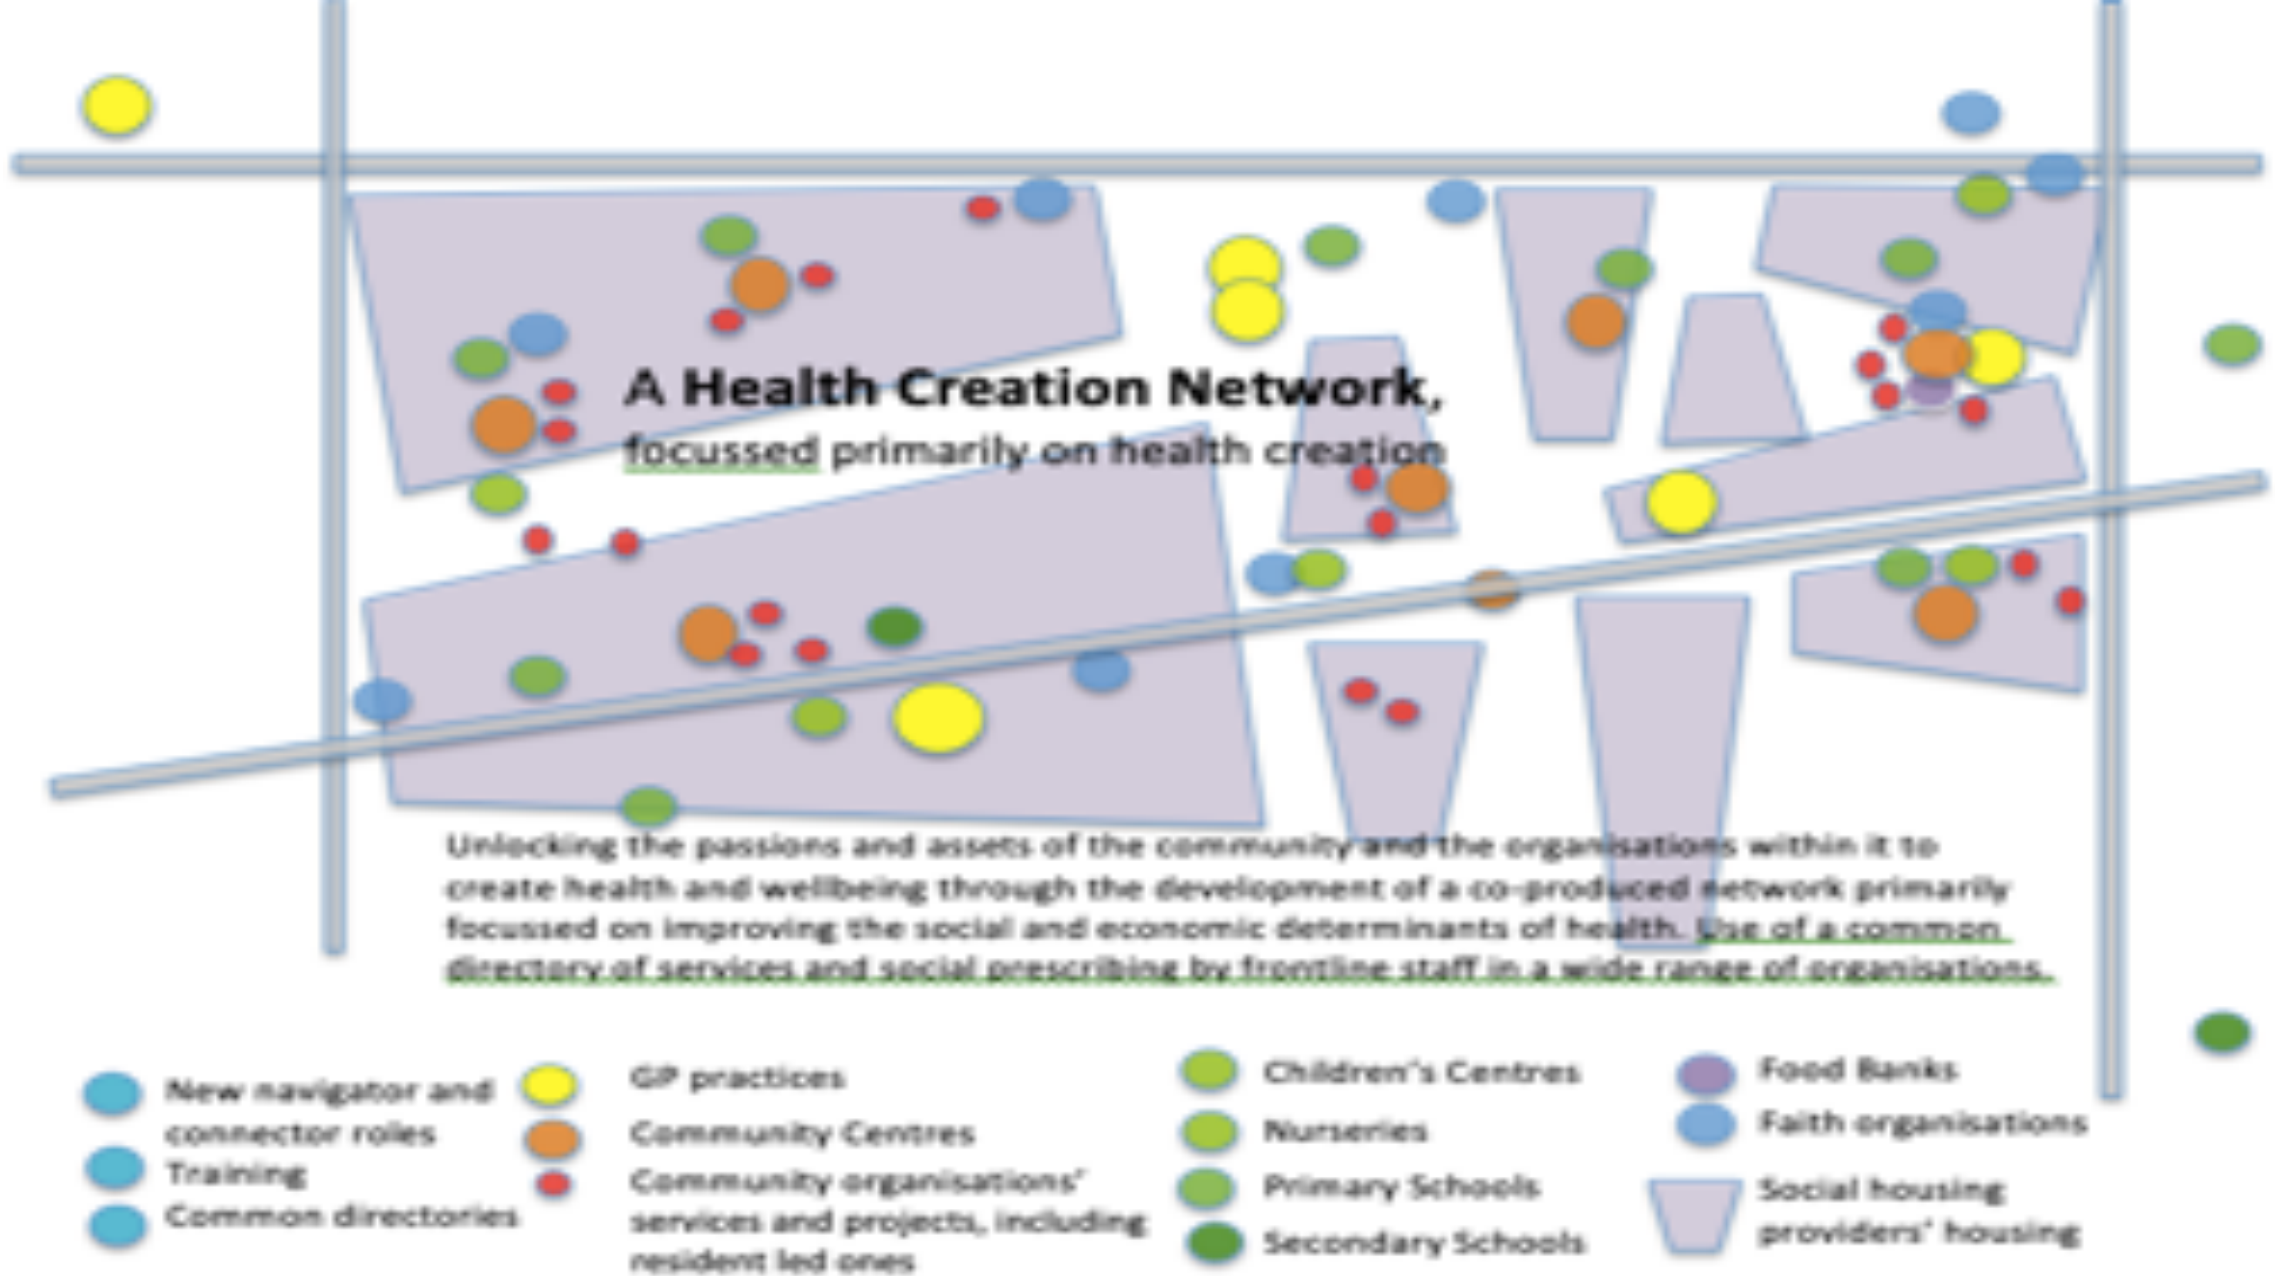 A Health Creation Network,
focussed primarily on health creation
Unlocking the passions and assets of the community and the organisations within it to
create health and wellbeing through the development of a co-produced network primarily
focussed on improving the social and economic determinants of health. Use of a common
directory of services and social prescribing by frontline staff in a wide range of organisations.
New navigator and
connector roles
Training
Common directories
GP practices
Community Centres
Community organisations'
services and projects, including
resident led ones
Children's Centres
Nurseries
Primary Schools
Secondary Schools
Food Banks
Faith organisations
Social housing
providers' housing